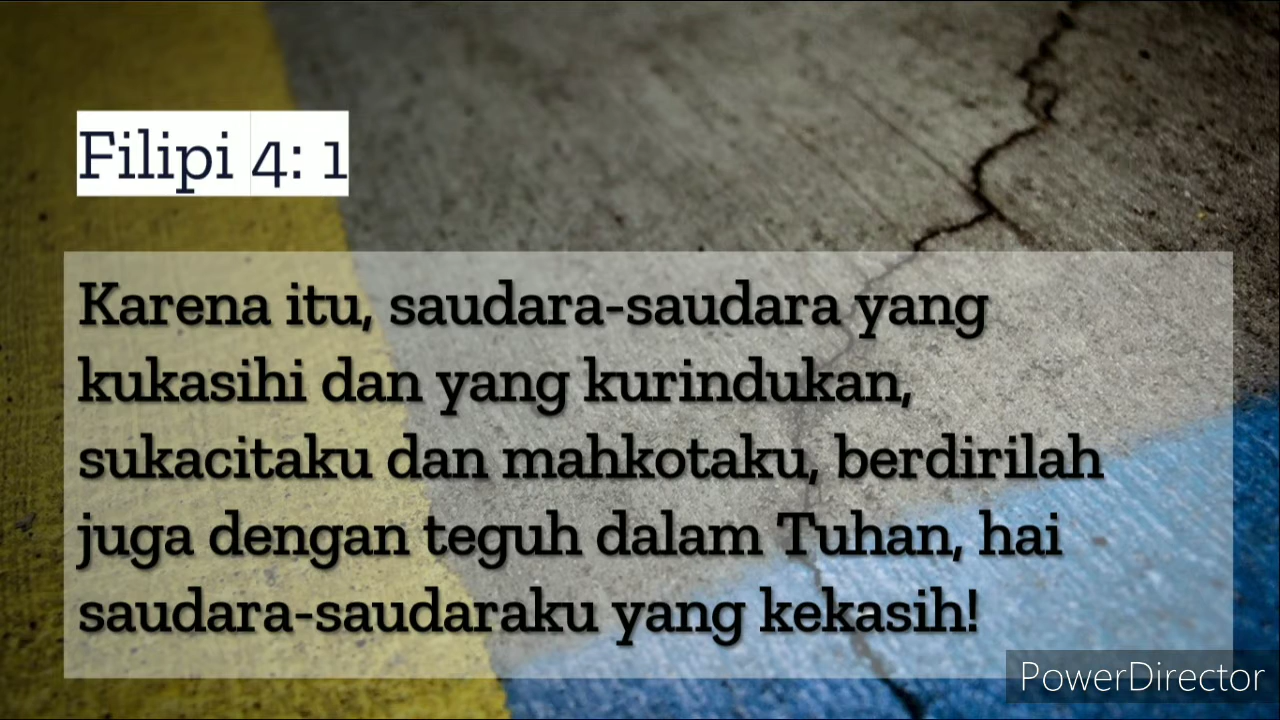 Filipi 4: 1
Karena itu, saudara-saudara yang
kukasihi dan yang kurindukan,
sukacitaku dan mahkotaku, berdirilah
juga dengan teguh dalam Tuhan, hai
saudara-saudaraku yang kekasih!
PowerDirector